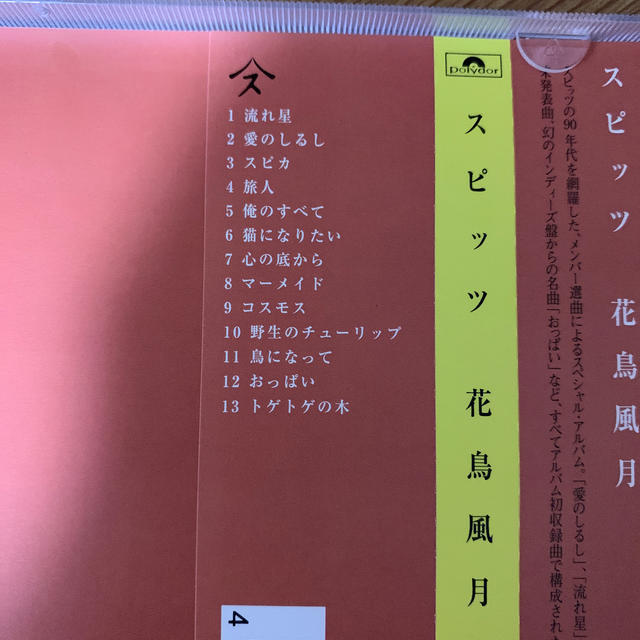 ス
1 流れ星
2 愛のしるし
3 スピカ
4 旅人
5 俺のすべて
6 猫になりたい
7 心の底から
8 マーメイド
9 コスモス
10 野生のチューリップ
11 鳥になって
12 おっぱい
13 トゲトゲの木
4
polydor
スピッツ 花鳥風月
スピッツ 花鳥風月
スピッツの90年代を網羅した、メンバー選曲によるスペシャル・アルバム。「愛のしるし」、「流れ星」
未発表曲、幻のインディーズ盤からの名曲「おっぱい」など、すべてアルバム初収録曲で構成され